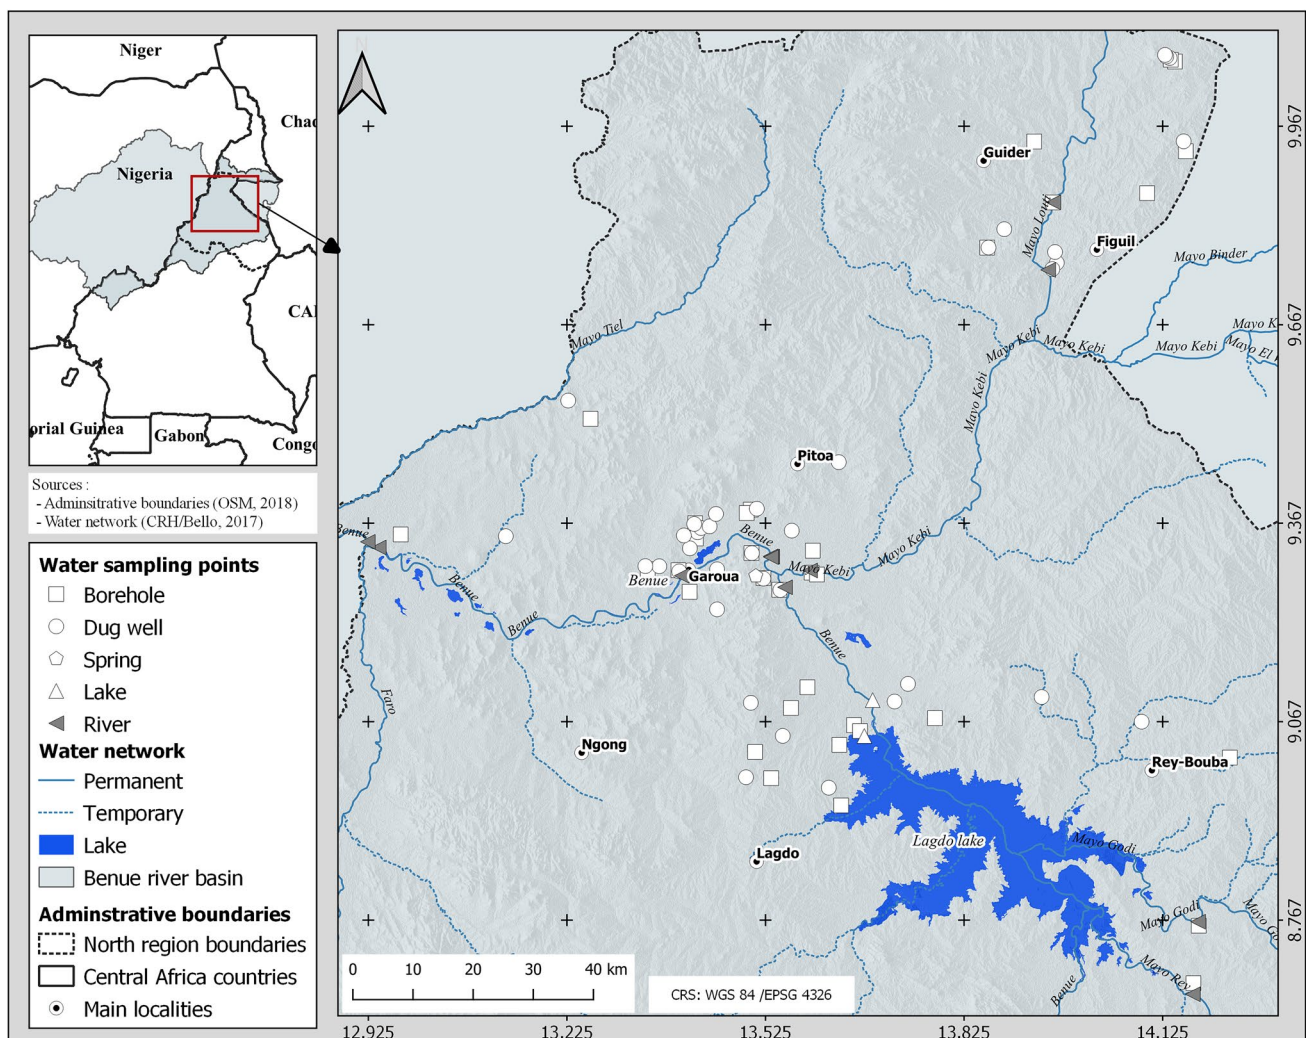 Niger
Chad
Nigeria
CA
orial Guinea
Gabon
Congo
Sources :
- Adminsitrative boundaries (OSM, 2018)
- Water network (CRH/Bello, 2017)
Water sampling points
Borehole
Dug well
Spring
Lake
River
Water network
Permanent
Temporary
Lake
Benue river basin
Adminstrative boundaries
North region boundaries
Central Africa countries
Main localities
Guider
Mayo Louti
Figuil
Mayo Binder
Mayo Tiel
Mayo Kebi
Mayo Kebi
Mayo Kebi
Mayo K
Mayo El
Mayo Kebi
Pitoa
Benue
Benue
Mayo Kebi
Mayo Kebi
Benue
Garoua
Benue
Benue
Benue
Faro
Ngong
Rey-Bouba
Lagdo
Lagdo lake
Mayo Godi
Mayo Godi
Mayo Go
Mayo Rey
Benue
0 10 20 30 40 km
CRS: WGS 84 /EPSG 4326
9.967
9.667
9.367
9.067
8.767
12.925 13.225 13.525 13.825 14.125